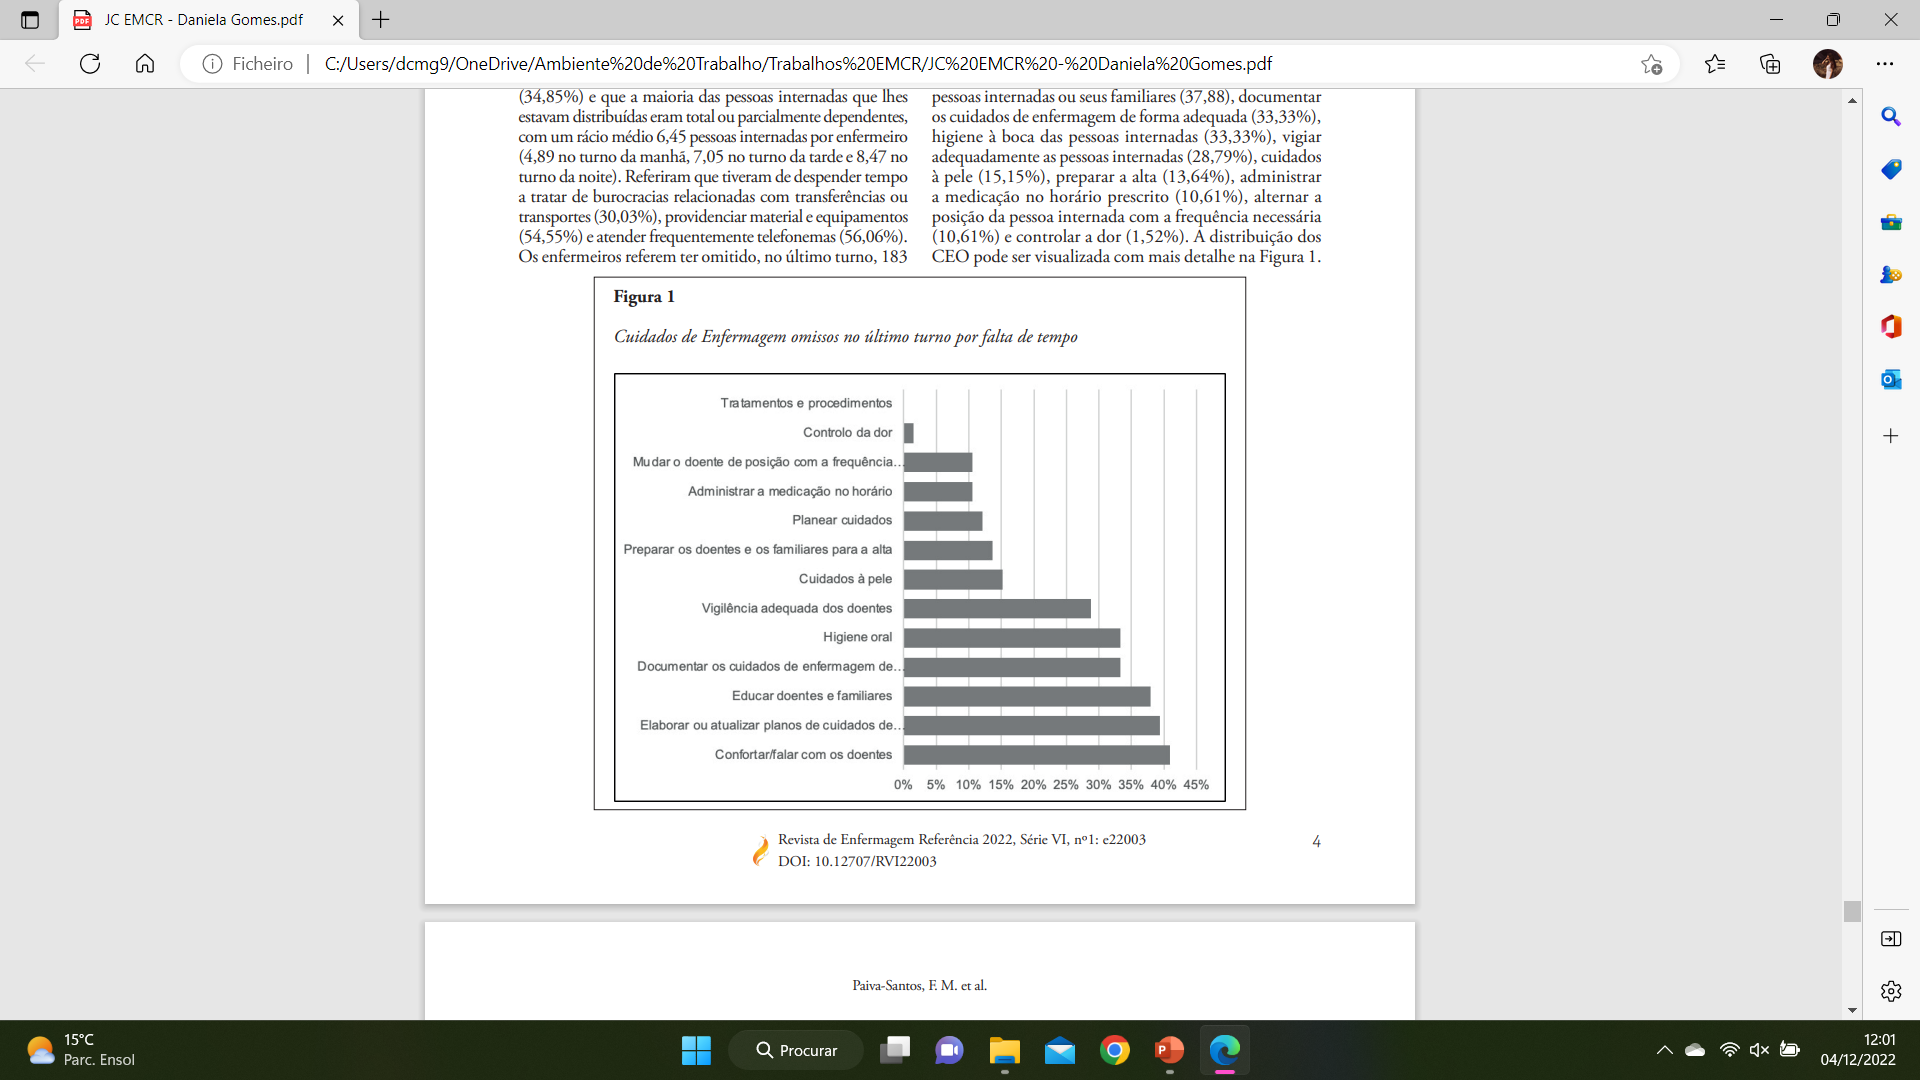 JC EMCR - Daniela Gomes.pdf
Ficheiro
C:/Users/dcmg9/OneDrive/Ambiente%20de%20Trabalho/Trabalhos%20EMCR/JC%20EMCR%20-%20Daniela%20Gomes.pdf
(34,85%) e que a maioria das pessoas internadas que lhes
estavam distribuídas eram total ou parcialmente dependentes,
com um rácio médio 6,45 pessoas internadas por enfermeiro
(4,89 no turno da manhã, 7,05 no turno da tarde e 8,47 no
turno da noite). Referiram que tiveram de despender tempo
a tratar de burocracias relacionadas com transferências ou
transportes (30,03%), providenciar material e equipamentos
(54,55%) e atender frequentemente telefonemas (56,06%).
Os enfermeiros referem ter omitido, no último turno, 183
pessoas internadas ou seus familiares (37,88), documentar
os cuidados de enfermagem de forma adequada (33,33%),
higiene à boca das pessoas internadas (33,33%), vigiar
adequadamente as pessoas internadas (28,79%), cuidados
à pele (15,15%), preparar a alta (13,64%), administrar
a medicação no horário prescrito (10,61%), alternar a
posição da pessoa internada com a frequência necessária
(10,61%) e controlar a dor (1,52%). A distribuição dos
CEO pode ser visualizada com mais detalhe na Figura 1.
Figura 1
Cuidados de Enfermagem omissos no último turno por falta de tempo
Tratamentos e procedimentos
Controlo da dor
Mudar o doente de posição com a frequência...
Administrar a medicação no horário
Planear cuidados
Preparar os doentes e os familiares para a alta
Cuidados à pele
Vigilência adequada dos doentes
Higiene oral
Documentar os cuidados de enfermagem de...
Educar doentes e familiares
Elaborar ou atualizar planos de cuidados de...
Confortar/falar com os doentes
0% 5% 10% 15% 20% 25% 30% 35% 40% 45%
Revista de Enfermagem Referência 2022, Série VI, nº1: e22003
DOI: 10.12707/RVI22003
4
Paiva-Santos, F. M. et al.
15°C
Parc. Ensol
Procurar
12:01
04/12/2022